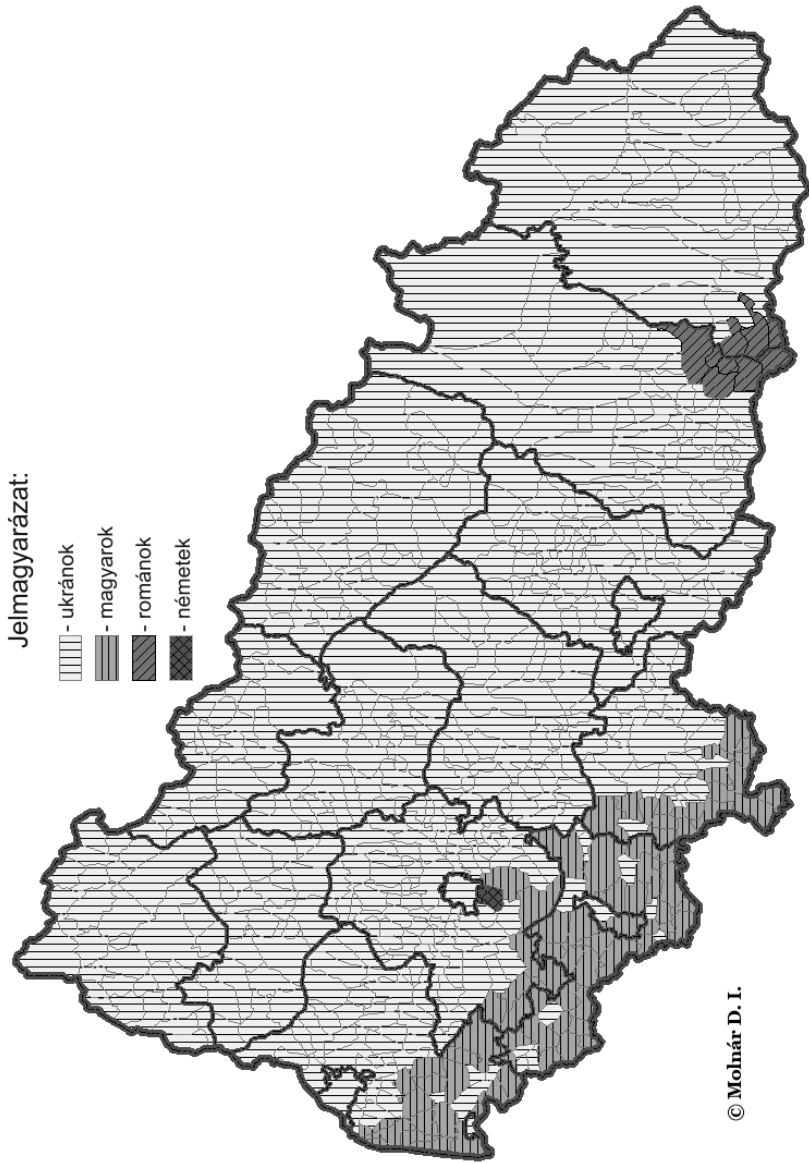 Jelmagyarázat:
- ukránok
- magyarok
- románok
- németek
© Molnár D. I.